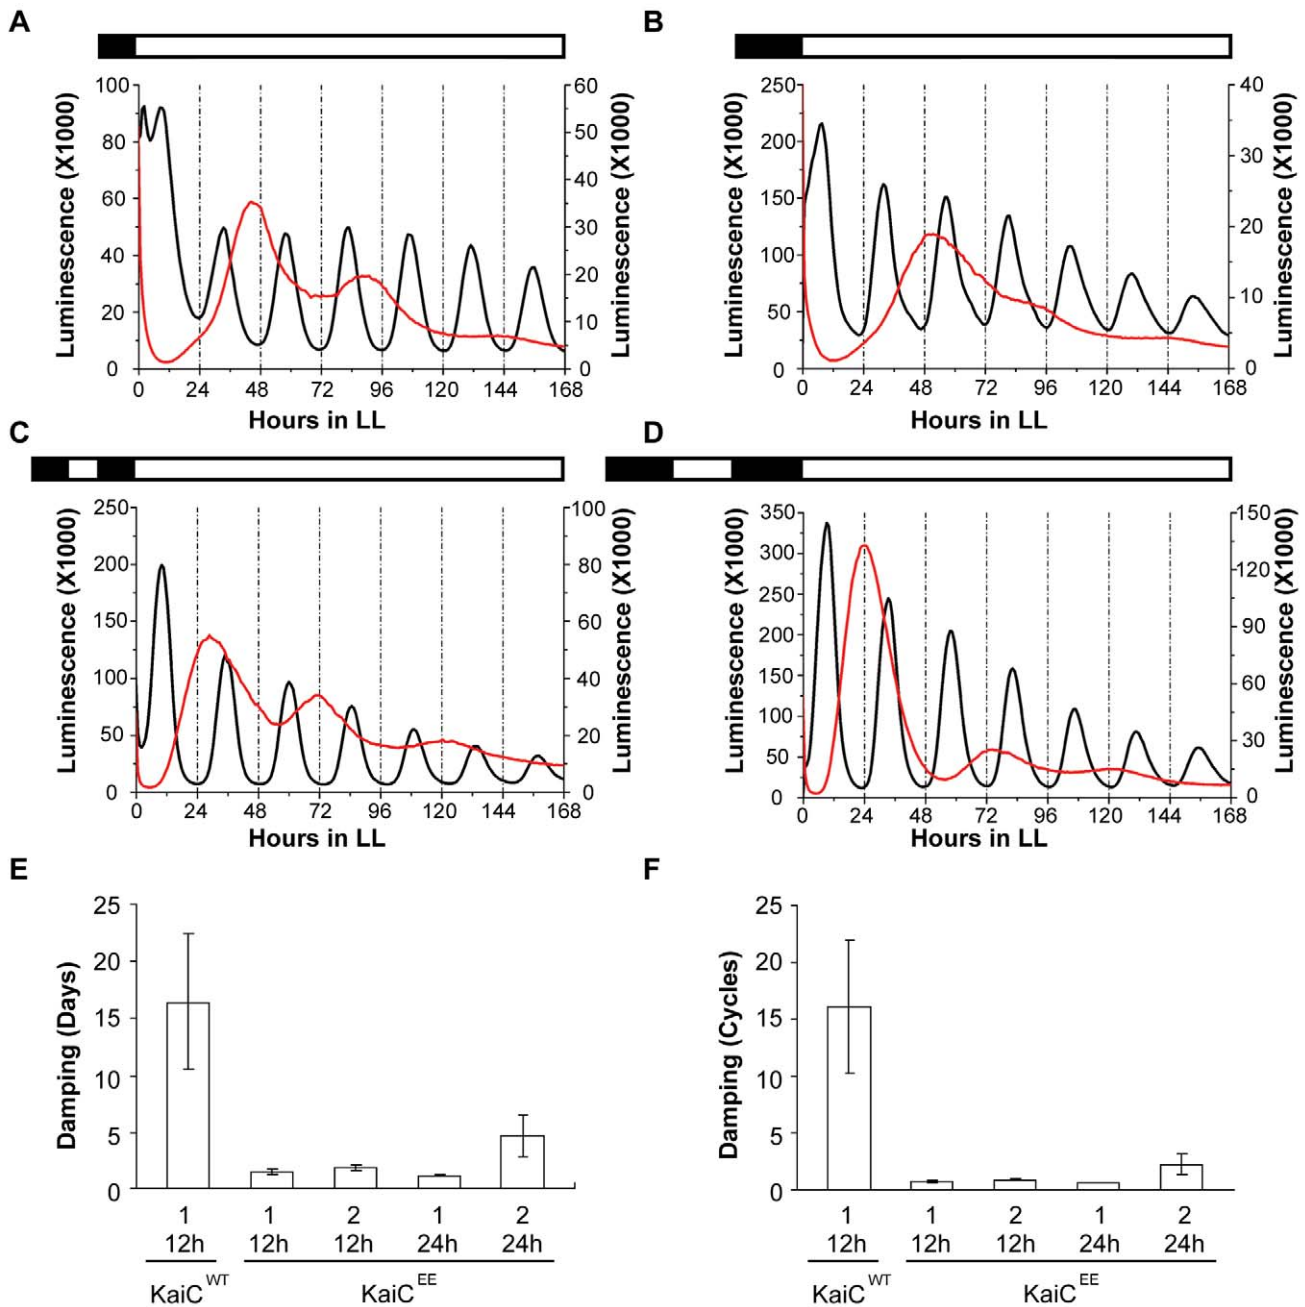 A
B
Luminescence (X1000)
100
80
60
40
20
0
60
50
40
30
20
10
0
Luminescence (X1000)
0 24 48 72 96 120 144 168
Hours in LL
Luminescence (X1000)
250
200
150
100
50
0
40
30
20
10
0
Luminescence (X1000)
0 24 48 72 96 120 144 168
Hours in LL
C
D
Luminescence (X1000)
250
200
150
100
50
0
100
80
60
40
20
0
Luminescence (X1000)
0 24 48 72 96 120 144 168
Hours in LL
Luminescence (X1000)
350
300
250
200
150
100
50
0
150
120
90
60
30
0
Luminescence (X1000)
0 24 48 72 96 120 144 168
Hours in LL
E
F
Damping (Days)
25
20
15
10
5
0
1 1 2 1 2
12h 12h 12h 24h 24h
KaiC^WT KaiC^EE
Damping (Cycles)
25
20
15
10
5
0
1 1 2 1 2
12h 12h 12h 24h 24h
KaiC^WT KaiC^EE